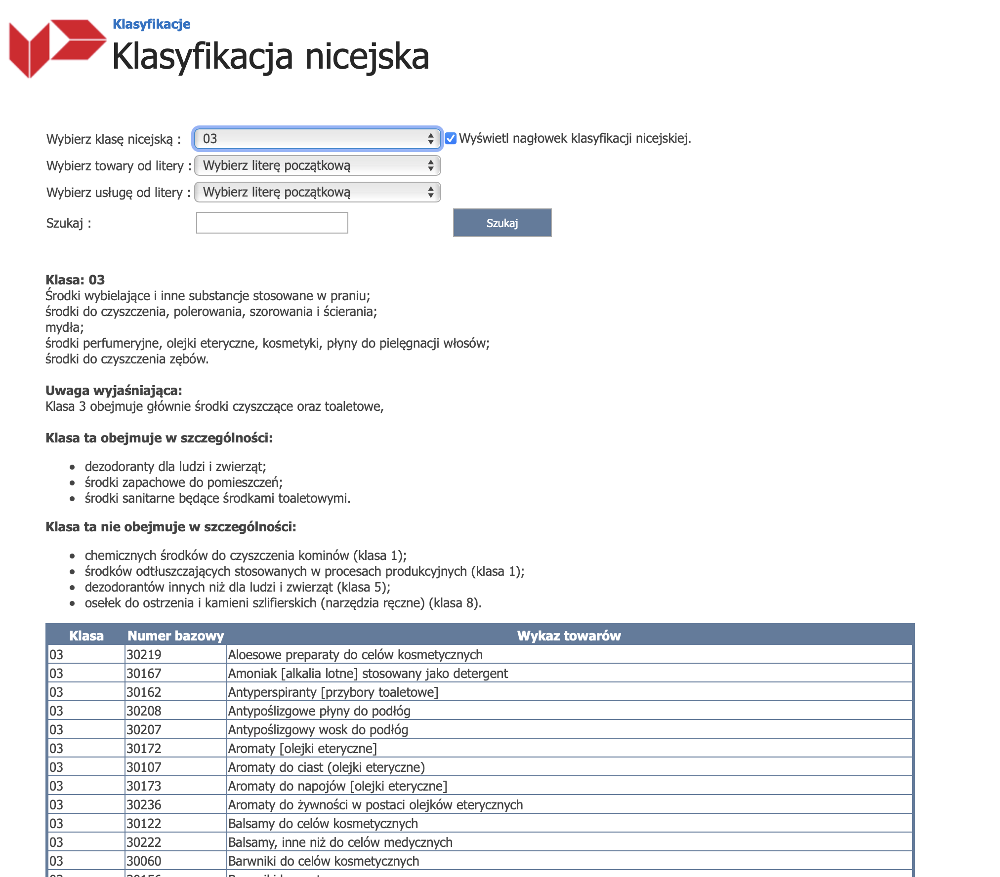 Klasyfikacje
Klasyfikacja nicejska
Wybierz klasę nicejską : 03 Wyświetl nagłowek klasyfikacji nicejskiej.
Wybierz towary od litery : Wybierz literę początkową
Wybierz usługę od litery : Wybierz literę początkową
Szukaj : Szukaj
Klasa: 03
Środki wybielające i inne substancje stosowane w praniu;
środki do czyszczenia, polerowania, szorowania i ścierania;
mydła;
środki perfumeryjne, olejki eteryczne, kosmetyki, płyny do pielęgnacji włosów;
środki do czyszczenia zębów.
Uwaga wyjaśniająca:
Klasa 3 obejmuje głównie środki czyszczące oraz toaletowe,
Klasa ta obejmuje w szczególności:
• dezodoranty dla ludzi i zwierząt;
• środki zapachowe do pomieszczeń;
• środki sanitarne będące środkami toaletowymi.
Klasa ta nie obejmuje w szczególności:
• chemicznych środków do czyszczenia kominów (klasa 1);
• środków odtłuszczających stosowanych w procesach produkcyjnych (klasa 1);
• dezodorantów innych niż dla ludzi i zwierząt (klasa 5);
• osełek do ostrzenia i kamieni szlifierskich (narzędzia ręczne) (klasa 8).
Klasa Numer bazowy Wykaz towarów
03 30219 Aloesowe preparaty do celów kosmetycznych
03 30167 Amoniak [alkalia lotne] stosowany jako detergent
03 30162 Antyperspiranty [przybory toaletowe]
03 30208 Antypoślizgowe płyny do podłóg
03 30207 Antypoślizgowy wosk do podłóg
03 30172 Aromaty [olejki eteryczne]
03 30107 Aromaty do ciast (olejki eteryczne)
03 30173 Aromaty do napojów [olejki eteryczne]
03 30236 Aromaty do żywności w postaci olejków eterycznych
03 30122 Balsamy do celów kosmetycznych
03 30222 Balsamy, inne niż do celów medycznych
03 30060 Barwniki do celów kosmetycznych